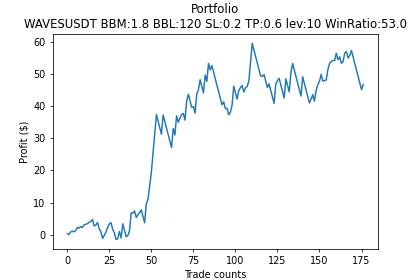 Portfolio
WAVESUSDT BBM:1.8 BBL:120 SL:0.2 TP:0.6 lev:10 WinRatio:53.0
60
50
40
30
20
10
0
Profit ($)
0 25 50 75 100 125 150 175
Trade counts